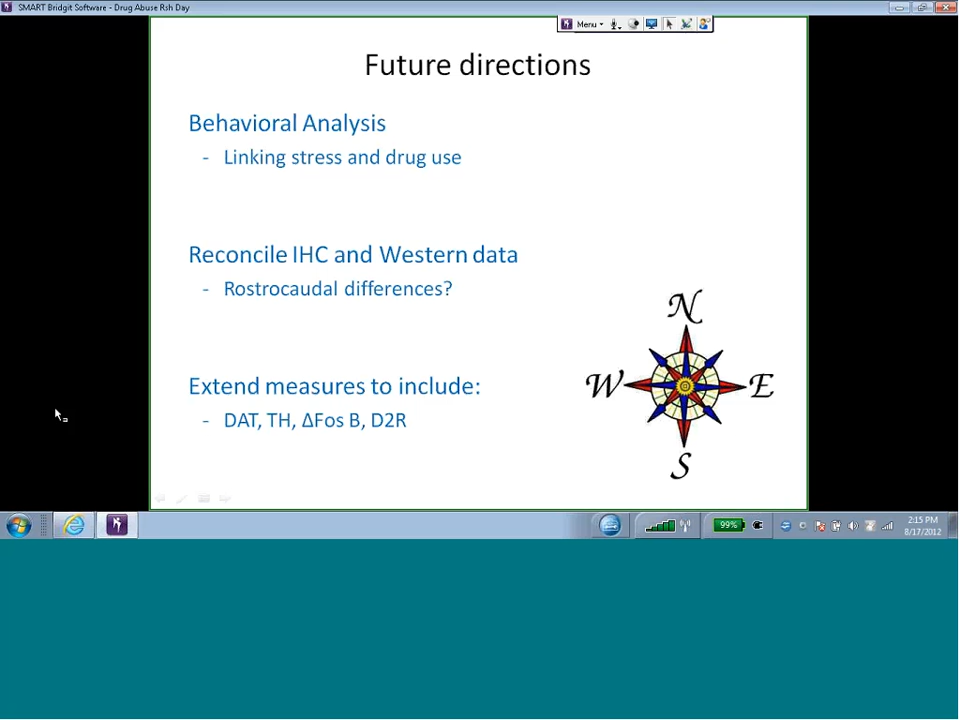 SMART Bridgit Software - Drug Abuse Rsh Day
Menu
Future directions
Behavioral Analysis
- Linking stress and drug use
Reconcile IHC and Western data
- Rostrocaudal differences?
Extend measures to include:
- DAT, TH, ΔFos B, D2R
N
W E
S
99%
2:15 PM
8/17/2012